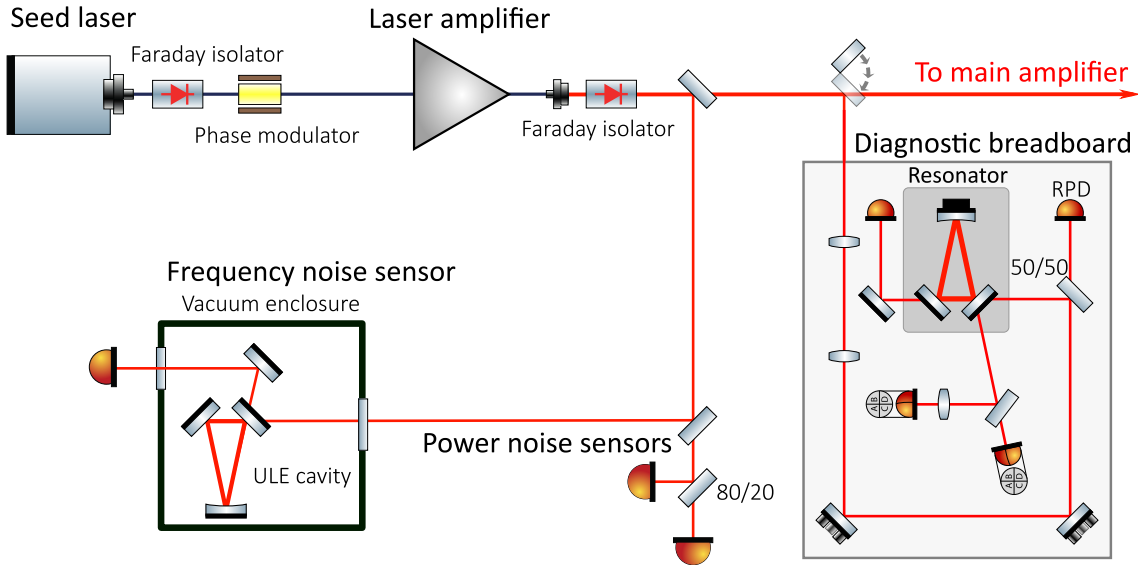 Seed laser
Laser amplifier
Faraday isolator
To main amplifier
Phase modulator
Faraday isolator
Diagnostic breadboard
Resonator
RPD
50/50
Frequency noise sensor
Vacuum enclosure
A B
C D
Power noise sensors
ULE cavity
80/20
A B
C D